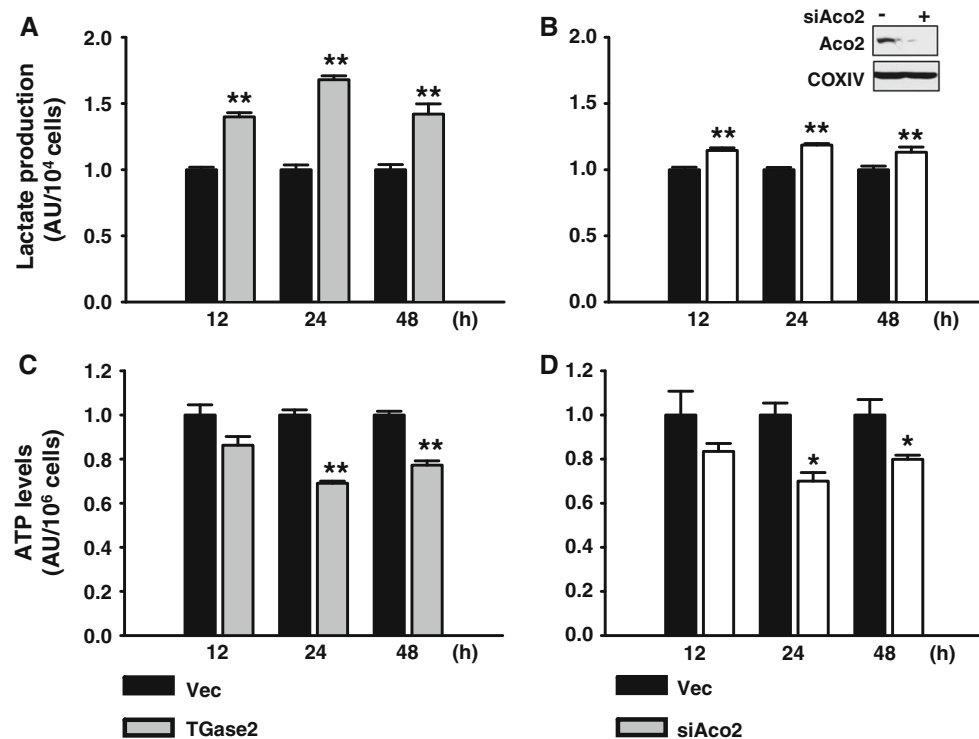 A
Lactate production
(AU/10⁴ cells)
2.0
1.5
1.0
0.5
0.0
**
**
**
12 24 48 (h)
B
siAco2 - +
Aco2
COXIV
2.0
1.5
1.0
0.5
0.0
**
**
**
12 24 48 (h)
C
ATP levels
(AU/10⁶ cells)
1.2
1.0
0.8
0.6
0.4
0.2
0.0
**
**
12 24 48 (h)
Vec
TGase2
D
1.2
1.0
0.8
0.6
0.4
0.2
0.0
*
*
12 24 48 (h)
Vec
siAco2